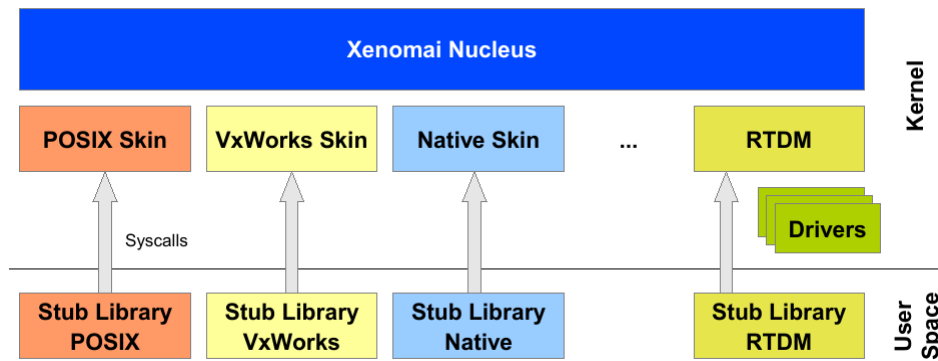 Xenomai Nucleus
Kernel
POSIX Skin
VxWorks Skin
Native Skin
...
RTDM
Drivers
Syscalls
Stub Library
POSIX
Stub Library
VxWorks
Stub Library
Native
Stub Library
RTDM
User
Space